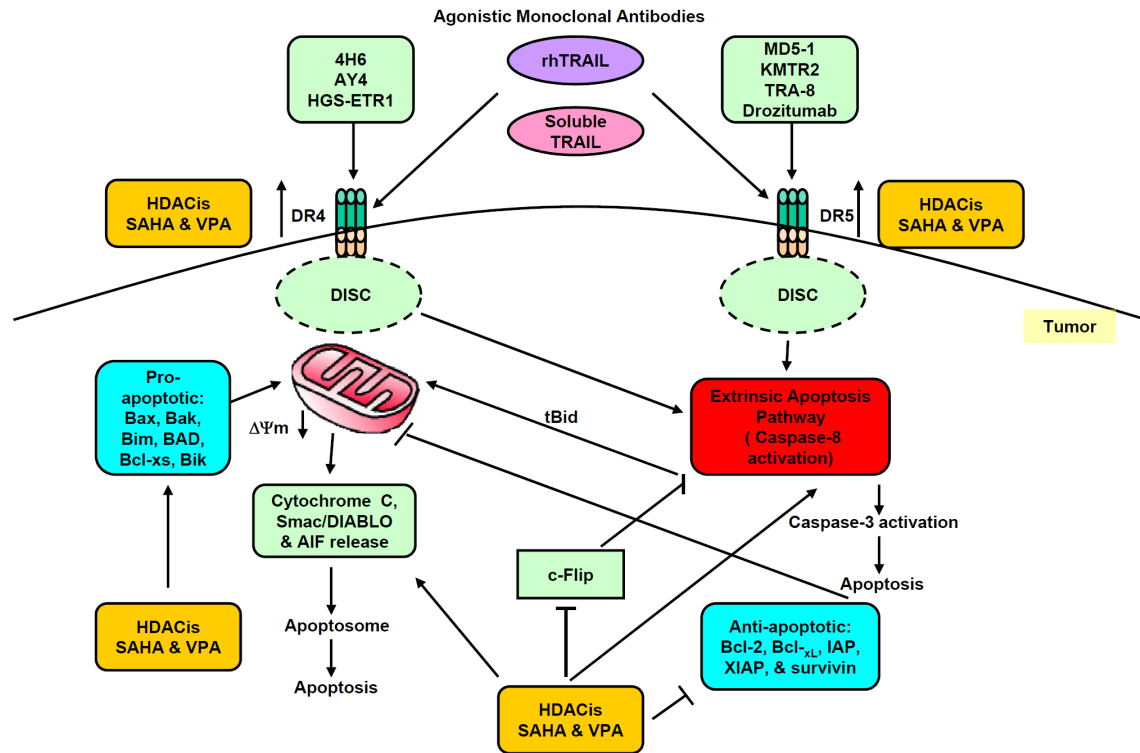 Agonistic Monoclonal Antibodies
4H6
AY4
HGS-ETR1
rhTRAIL
MD5-1
KMTR2
TRA-8
Drozitumab
Soluble
TRAIL
HDACis
SAHA & VPA
DR4
DR5
HDACis
SAHA & VPA
DISC
DISC
Tumor
Pro-
apoptotic:
Bax, Bak,
Bim, BAD,
Bcl-xs, Bik
ΔΨm
tBid
Extrinsic Apoptosis
Pathway
( Caspase-8
activation)
Cytochrome C,
Smac/DIABLO
& AIF release
Caspase-3 activation
c-Flip
Apoptosis
HDACis
SAHA & VPA
Apoptosome
Anti-apoptotic:
Bcl-2, Bcl-xL, IAP,
XIAP, & survivin
Apoptosis
HDACis
SAHA & VPA